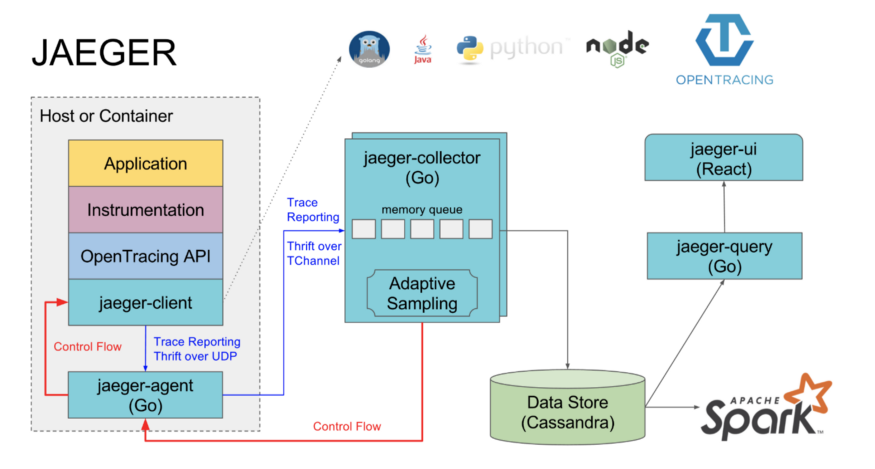 JAEGER
golang
Java
python™
node
JS
OPENTRACING
Host or Container
Application
Instrumentation
OpenTracing API
jaeger-client
Control Flow
Trace Reporting
Thrift over UDP
jaeger-agent
(Go)
Trace
Reporting
Thrift over
TChannel
jaeger-collector
(Go)
memory queue
Adaptive
Sampling
Control Flow
jaeger-ui
(React)
jaeger-query
(Go)
Data Store
(Cassandra)
APACHE
Spark™